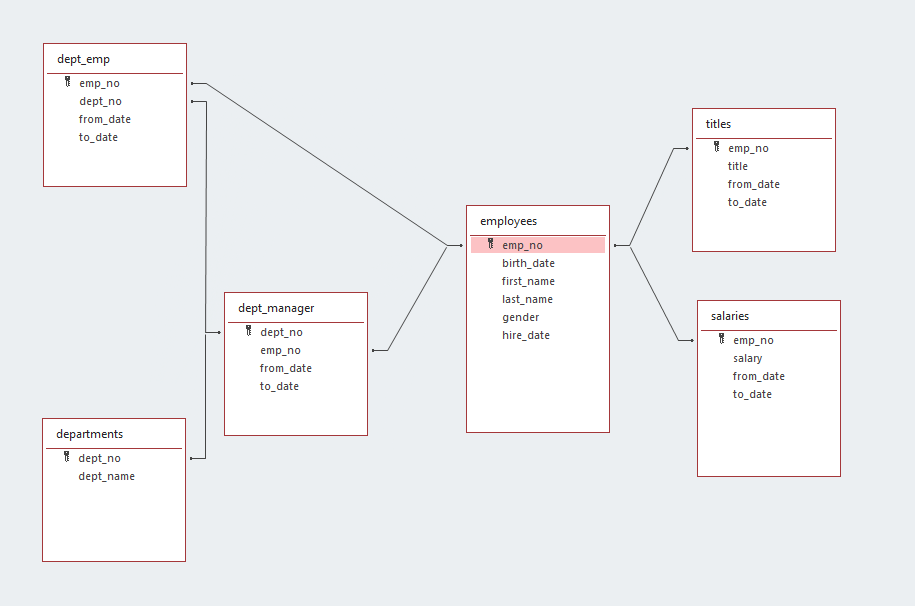 dept_emp
emp_no
dept_no
from_date
to_date
titles
emp_no
title
from_date
to_date
employees
emp_no
birth_date
first_name
last_name
gender
hire_date
dept_manager
dept_no
emp_no
from_date
to_date
salaries
emp_no
salary
from_date
to_date
departments
dept_no
dept_name